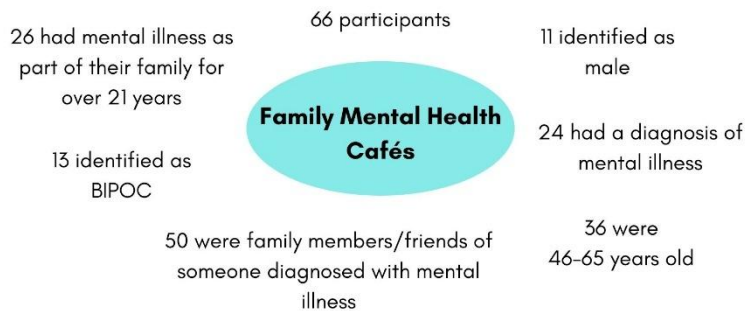 66 participants
26 had mental illness as
part of their family for
over 21 years
11 identified as
male
Family Mental Health
Cafés
24 had a diagnosis of
mental illness
13 identified as
BIPOC
36 were
46-65 years old
50 were family members/friends of
someone diagnosed with mental
illness